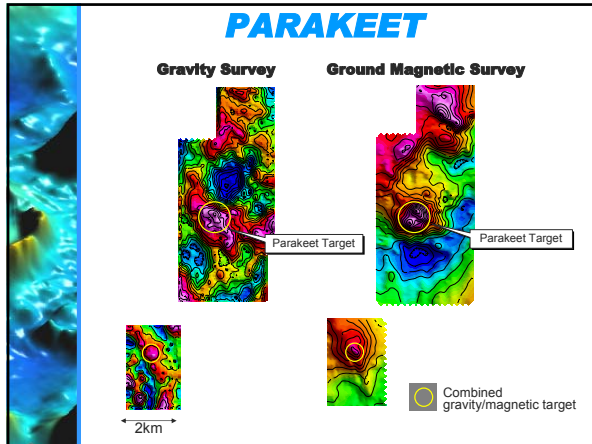 PARAKEET
Gravity Survey
Ground Magnetic Survey
Parakeet Target
Parakeet Target
2km
Combined
gravity/magnetic target